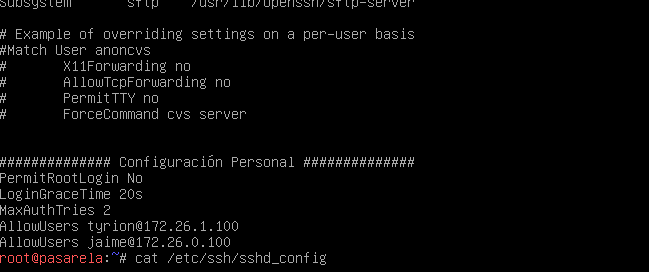 Subsystem sftp /usr/lib/openssh/sftp-server
# Example of overriding settings on a per-user basis
#Match User anoncvs
# X11Forwarding no
# AllowTcpForwarding no
# PermitTTY no
# ForceCommand cvs server
############## Configuración Personal ##############
PermitRootLogin No
LoginGraceTime 20s
MaxAuthTries 2
AllowUsers tyrion@172.26.1.100
AllowUsers jaime@172.26.0.100
root@pasarela:~# cat /etc/ssh/sshd_config